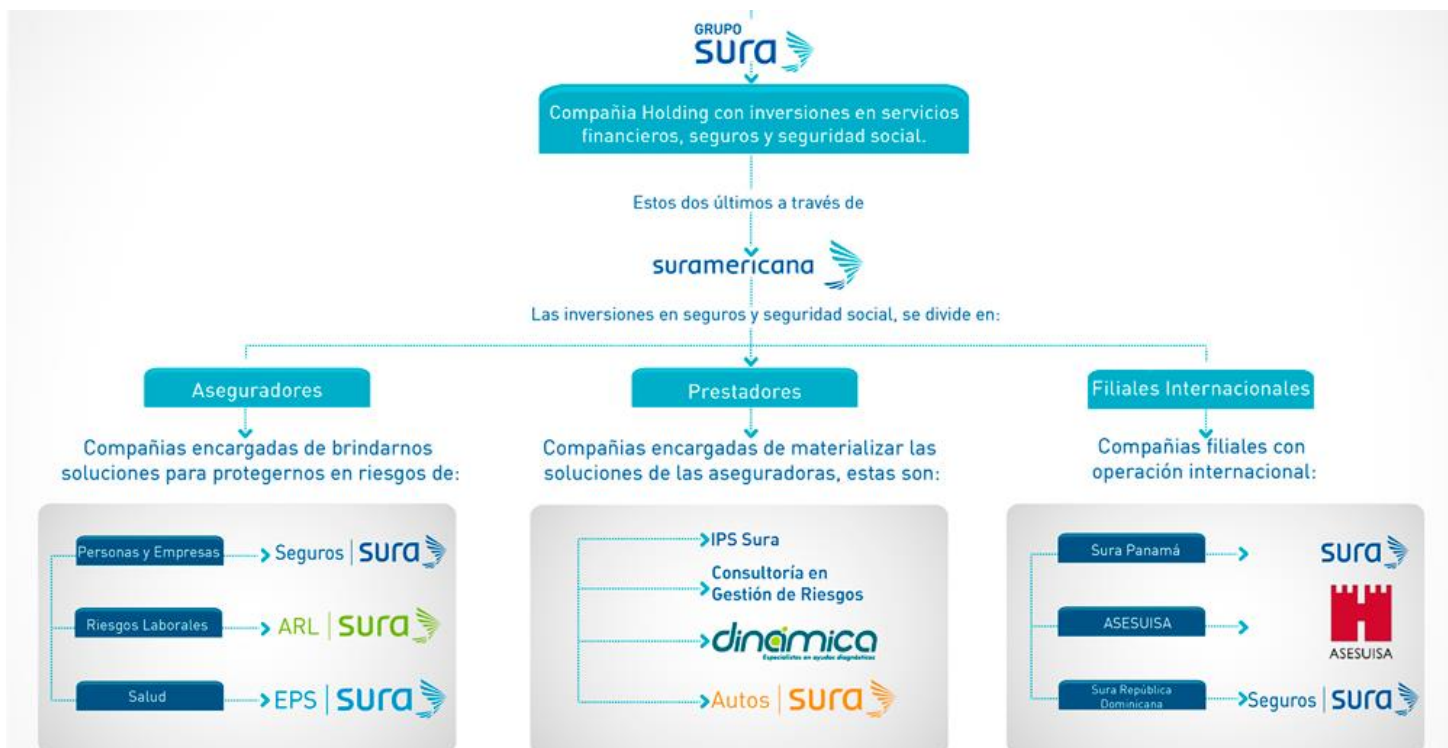 GRUPO
sura
Compañia Holding con inversiones en servicios
financieros, seguros y seguridad social.
Estos dos últimos a través de
suramericana
Las inversiones en seguros y seguridad social, se divide en:
Aseguradores
Compañias encargadas de brindarnos
soluciones para protegernos en riesgos de:
Personas y Empresas
Seguros | sura
Riesgos Laborales
ARL | sura
Salud
EPS | sura
Prestadores
Compañias encargadas de materializar las
soluciones de las aseguradoras, estas son:
IPS Sura
Consultoría en
Gestión de Riesgos
dinámica
Especialistas en ayudas diagnósticas
Autos | sura
Filiales Internacionales
Compañias filiales con
operación internacional:
Sura Panamá
sura
ASESUISA
ASESUISA
Sura República
Dominicana
Seguros | sura